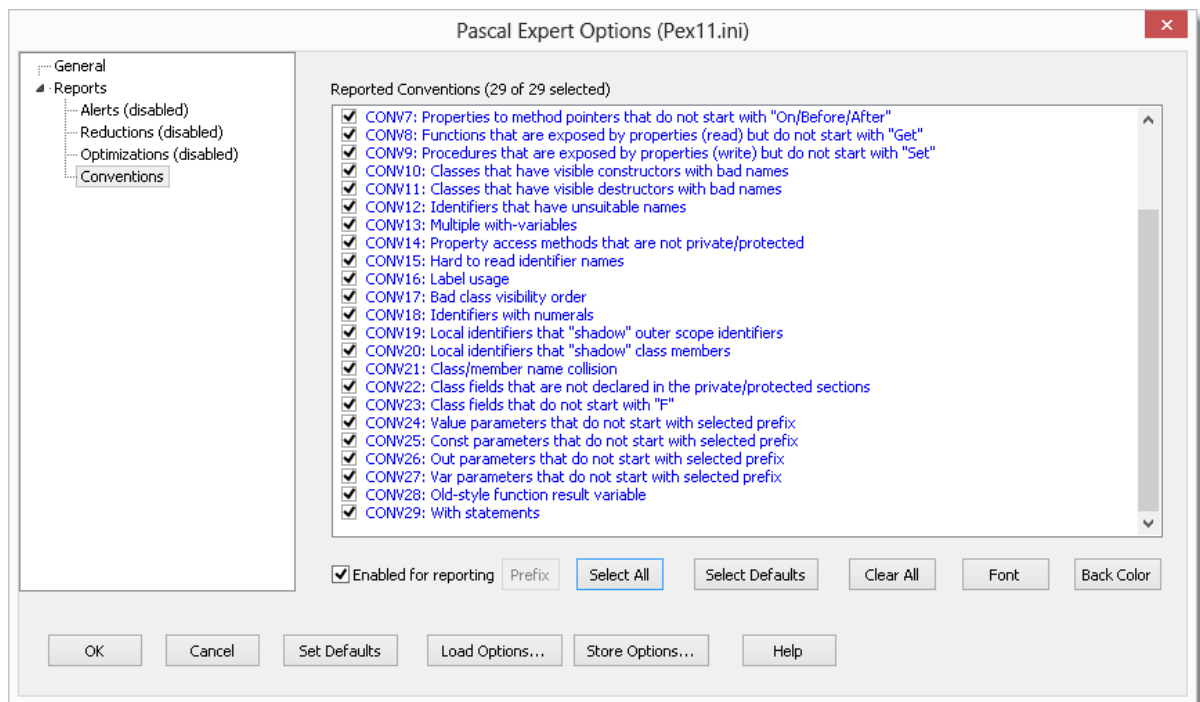 Pascal Expert Options (Pex11.ini)
General
Reports
Alerts (disabled)
Reductions (disabled)
Optimizations (disabled)
Conventions
Reported Conventions (29 of 29 selected)
CONV7: Properties to method pointers that do not start with "On/Before/After"
CONV8: Functions that are exposed by properties (read) but do not start with "Get"
CONV9: Procedures that are exposed by properties (write) but do not start with "Set"
CONV10: Classes that have visible constructors with bad names
CONV11: Classes that have visible destructors with bad names
CONV12: Identifiers that have unsuitable names
CONV13: Multiple with-variables
CONV14: Property access methods that are not private/protected
CONV15: Hard to read identifier names
CONV16: Label usage
CONV17: Bad class visibility order
CONV18: Identifiers with numerals
CONV19: Local identifiers that "shadow" outer scope identifiers
CONV20: Local identifiers that "shadow" class members
CONV21: Class/member name collision
CONV22: Class fields that are not declared in the private/protected sections
CONV23: Class fields that do not start with "F"
CONV24: Value parameters that do not start with selected prefix
CONV25: Const parameters that do not start with selected prefix
CONV26: Out parameters that do not start with selected prefix
CONV27: Var parameters that do not start with selected prefix
CONV28: Old-style function result variable
CONV29: With statements
Enabled for reporting Prefix Select All Select Defaults Clear All Font Back Color
OK Cancel Set Defaults Load Options... Store Options... Help